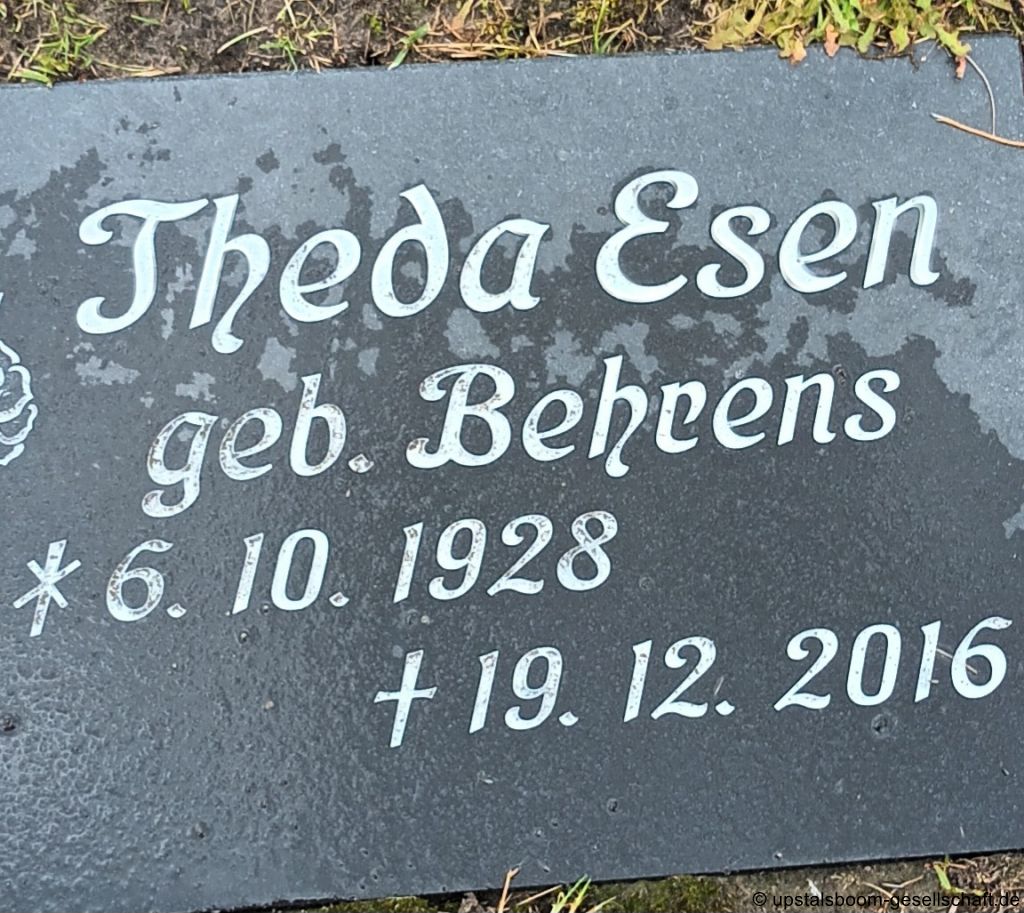 Theda Esen
geb. Behrens
* 6. 10. 1928
† 19. 12. 2016
© upstalsboom-gesellschaft.de